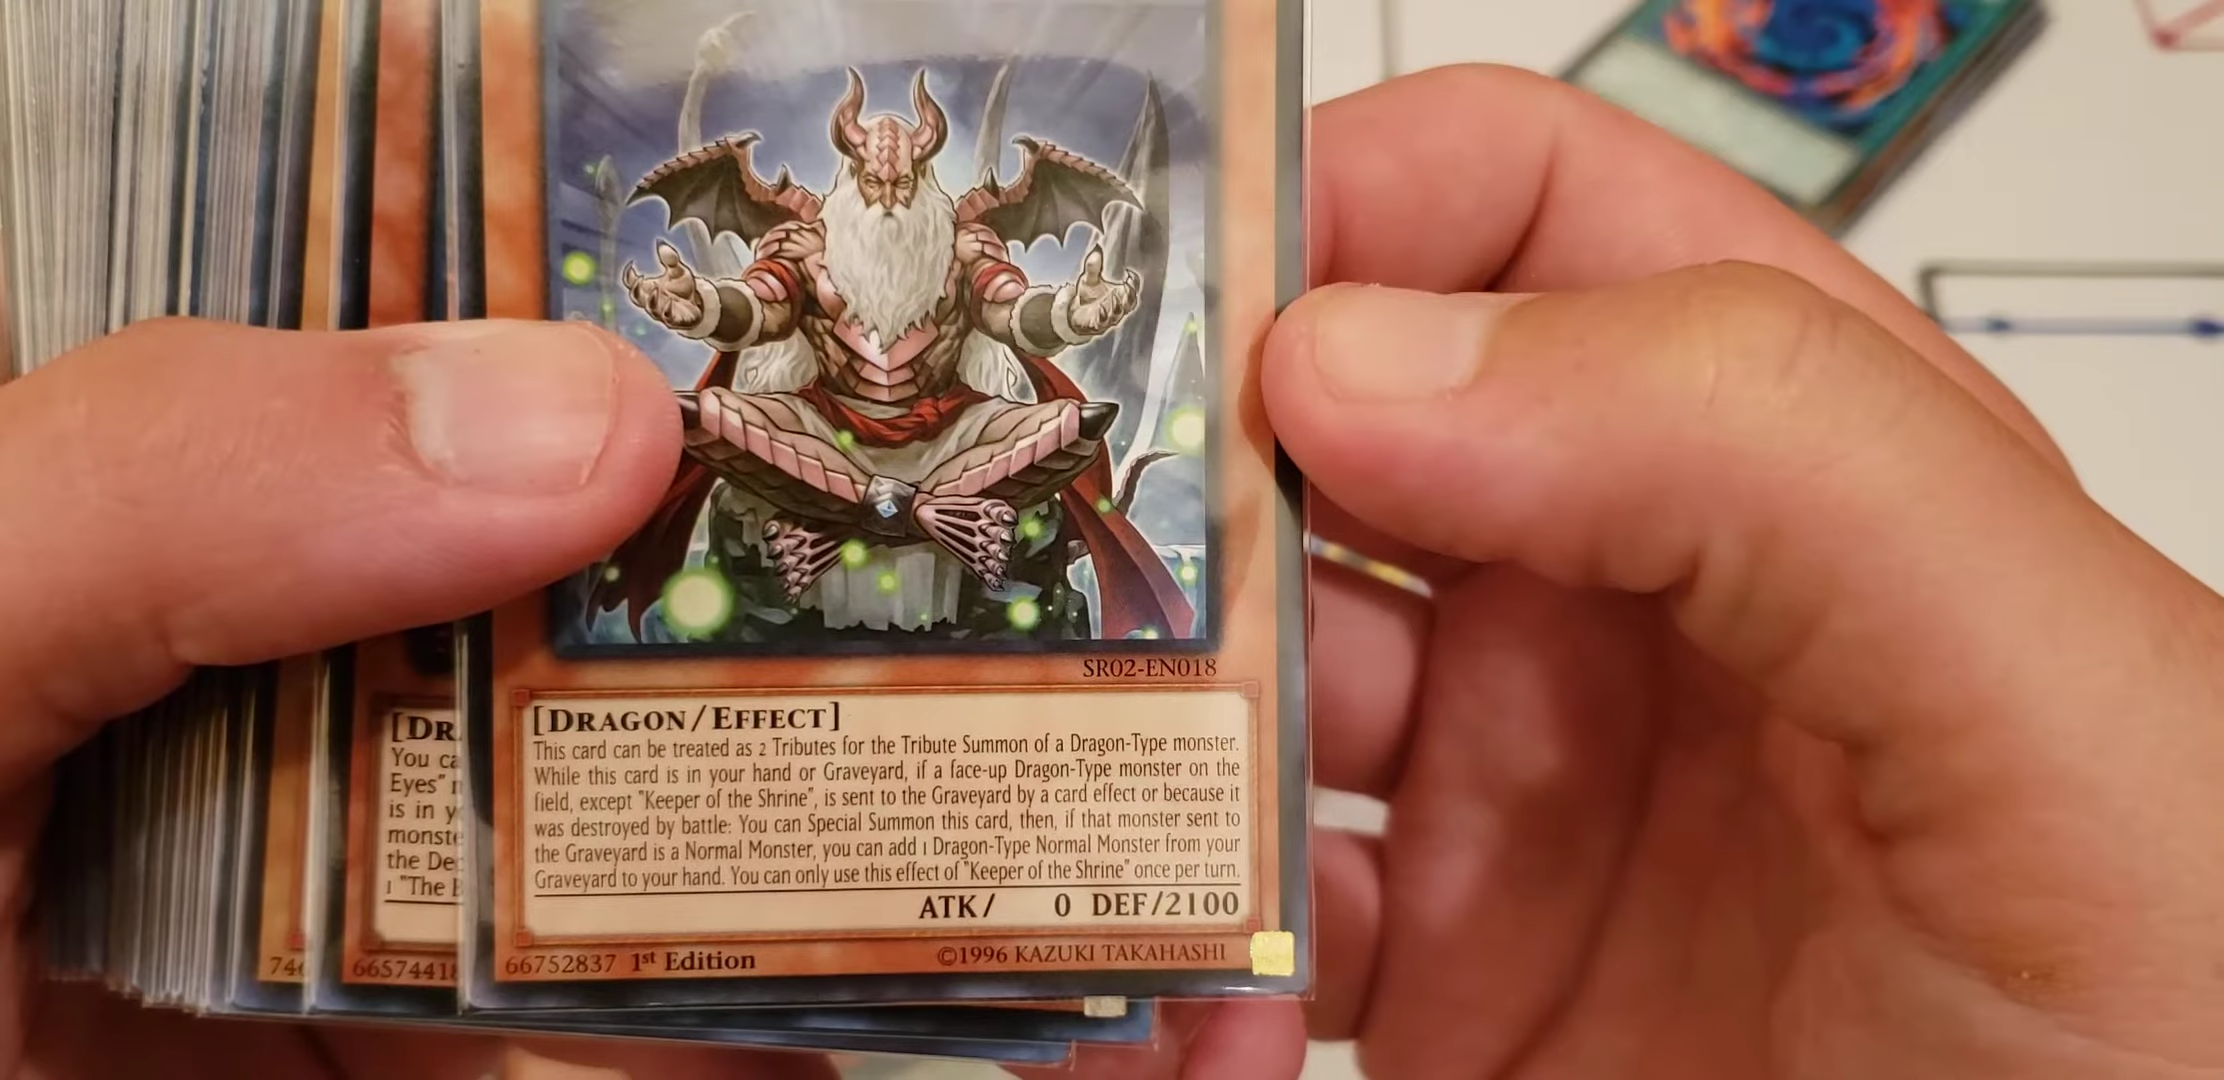 SR02-EN018
[DRAGON/EFFECT]
This card can be treated as 2 Tributes for the Tribute Summon of a Dragon-Type monster.
While this card is in your hand or Graveyard, if a face-up Dragon-Type monster on the
field, except "Keeper of the Shrine", is sent to the Graveyard by a card effect or because it
was destroyed by battle: You can Special Summon this card, then, if that monster sent to
the Graveyard is a Normal Monster, you can add 1 Dragon-Type Normal Monster from your
Graveyard to your hand. You can only use this effect of "Keeper of the Shrine" once per turn.
ATK/ 0 DEF/2100
66752837 1st Edition
©1996 KAZUKI TAKAHASHI
[DR
You ca
Eyes"
is in y
monste
the De
1 "The
6657441
74